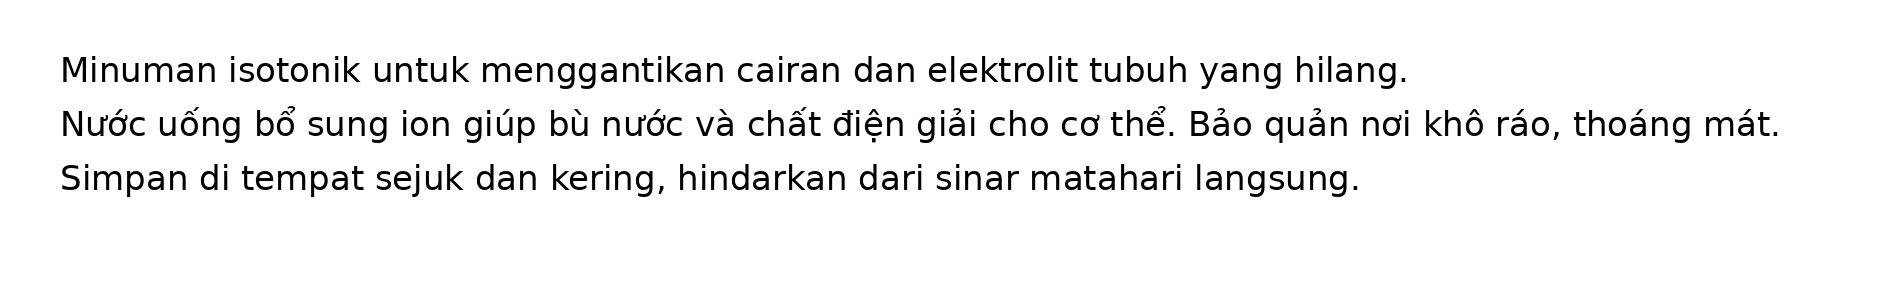 Minuman isotonik untuk menggantikan cairan dan elektrolit tubuh yang hilang.
Nước uống bổ sung ion giúp bù nước và chất điện giải cho cơ thể. Bảo quản nơi khô ráo, thoáng mát.
Simpan di tempat sejuk dan kering, hindarkan dari sinar matahari langsung.